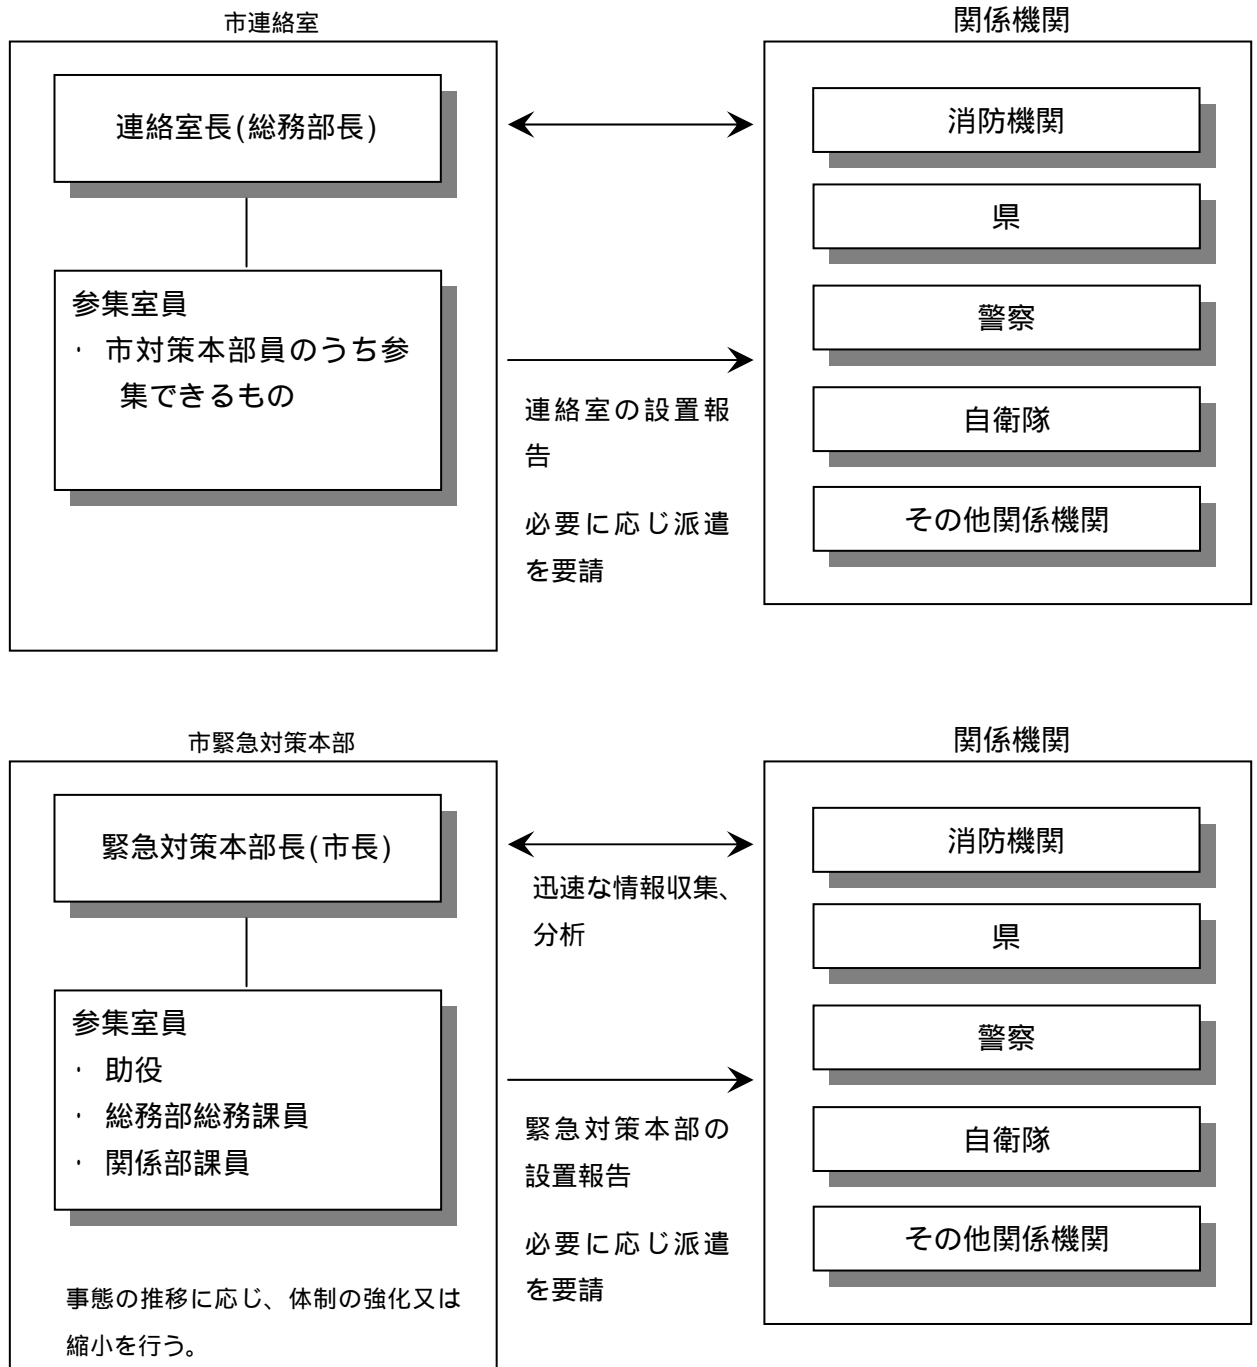 市連絡室
連絡室長(総務部長)
参集室員
・ 市対策本部員のうち参
集できるもの
連絡室の設置報
告
必要に応じ派遣
を要請
関係機関
消防機関
県
警察
自衛隊
その他関係機関
市緊急対策本部
緊急対策本部長(市長)
参集室員
・ 助役
・ 総務部総務課員
・ 関係部課員
事態の推移に応じ、体制の強化又は
縮小を行う。
迅速な情報収集、
分析
緊急対策本部の
設置報告
必要に応じ派遣
を要請
関係機関
消防機関
県
警察
自衛隊
その他関係機関